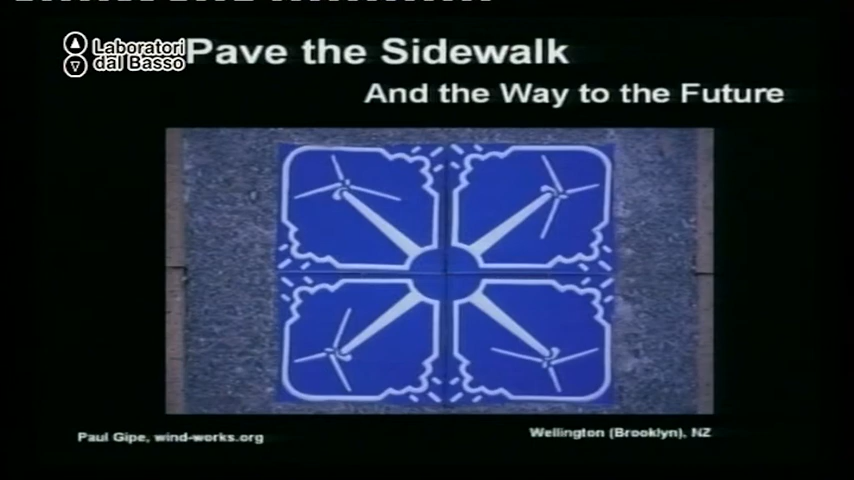 Laboratori
dal Basso
Pave the Sidewalk
And the Way to the Future
Paul Gipe, wind-works.org
Wellington (Brooklyn), NZ